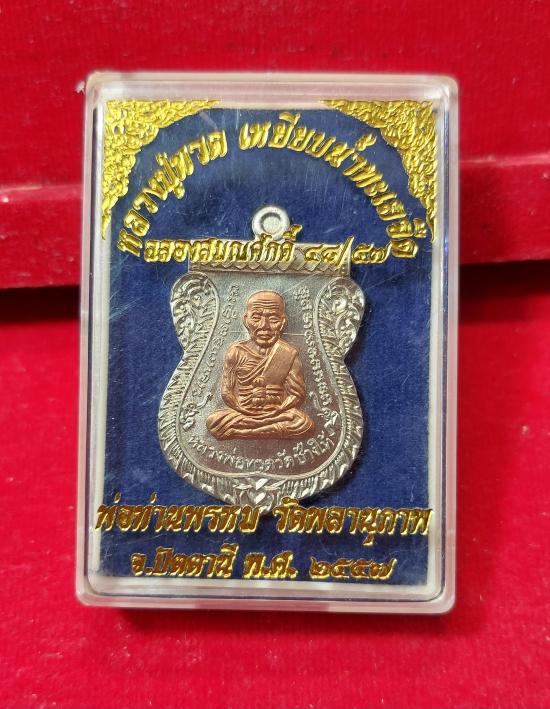 หลวงปู่ทวด เหยียบน้ำทะเลจืด
ฉลองสมณศักดิ์ ๔๘/๕๗
หลวงพ่อทวดวัดช้างให้
พ่อท่านพรหม วัดพลานุภาพ
จ.ปัตตานี พ.ศ. ๒๕๕๗